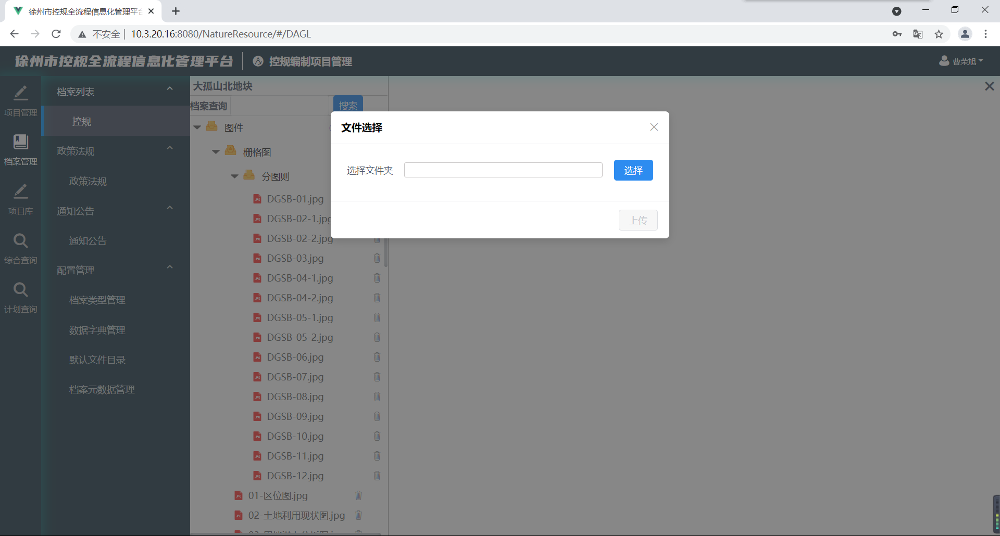 徐州市控规全流程信息化管理平台
不安全
10.3.20.16:8080/NatureResource/#/DAGL
徐州市控规全流程信息化管理平台
控规编制项目管理
曹荣旭
项目管理
档案管理
项目库
综合查询
计划查询
档案列表
控规
政策法规
政策法规
通知公告
通知公告
配置管理
档案类型管理
数据字典管理
默认文件目录
档案元数据管理
大孤山北地块
档案查询
搜索
图件
栅格图
分图则
DGSB-01.jpg
DGSB-02-1.jpg
DGSB-02-2.jpg
DGSB-03.jpg
DGSB-04-1.jpg
DGSB-04-2.jpg
DGSB-05-1.jpg
DGSB-05-2.jpg
DGSB-06.jpg
DGSB-07.jpg
DGSB-08.jpg
DGSB-09.jpg
DGSB-10.jpg
DGSB-11.jpg
DGSB-12.jpg
01-区位图.jpg
02-土地利用现状图.jpg
文件选择
选择文件夹
选择
上传